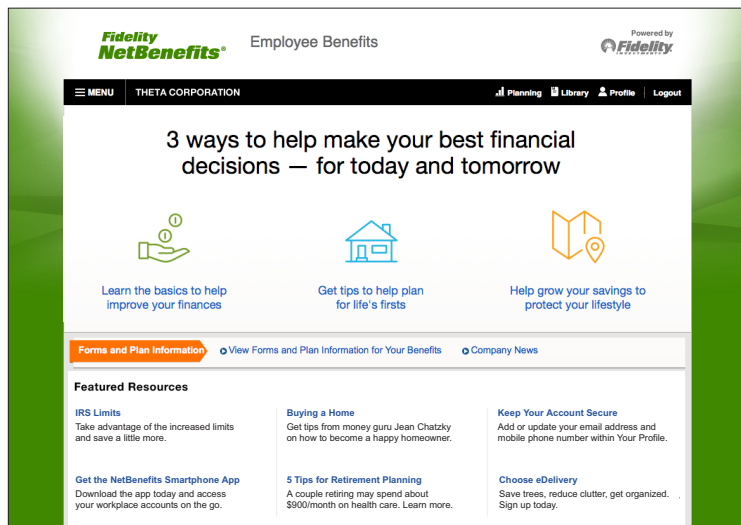 Fidelity
NetBenefits®
Employee Benefits
Powered by
Fidelity
INVESTMENTS
MENU
THETA CORPORATION
Planning
Library
Profile
Logout
3 ways to help make your best financial
decisions — for today and tomorrow
Learn the basics to help
improve your finances
Get tips to help plan
for life's firsts
Help grow your savings to
protect your lifestyle
Forms and Plan Information
View Forms and Plan Information for Your Benefits
Company News
Featured Resources
IRS Limits
Take advantage of the increased limits
and save a little more.
Buying a Home
Get tips from money guru Jean Chatzky
on how to become a happy homeowner.
Keep Your Account Secure
Add or update your email address and
mobile phone number within Your Profile.
Get the NetBenefits Smartphone App
Download the app today and access
your workplace accounts on the go.
5 Tips for Retirement Planning
A couple retiring may spend about
$900/month on health care. Learn more.
Choose eDelivery
Save trees, reduce clutter, get organized.
Sign up today.